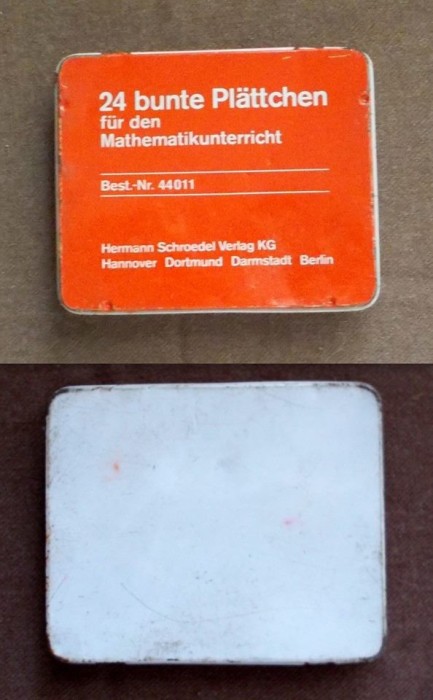 24 bunte Plättchen
für den
Mathematikunterricht
Best.-Nr. 44011
Hermann Schroedel Verlag KG
Hannover Dortmund Darmstadt Berlin